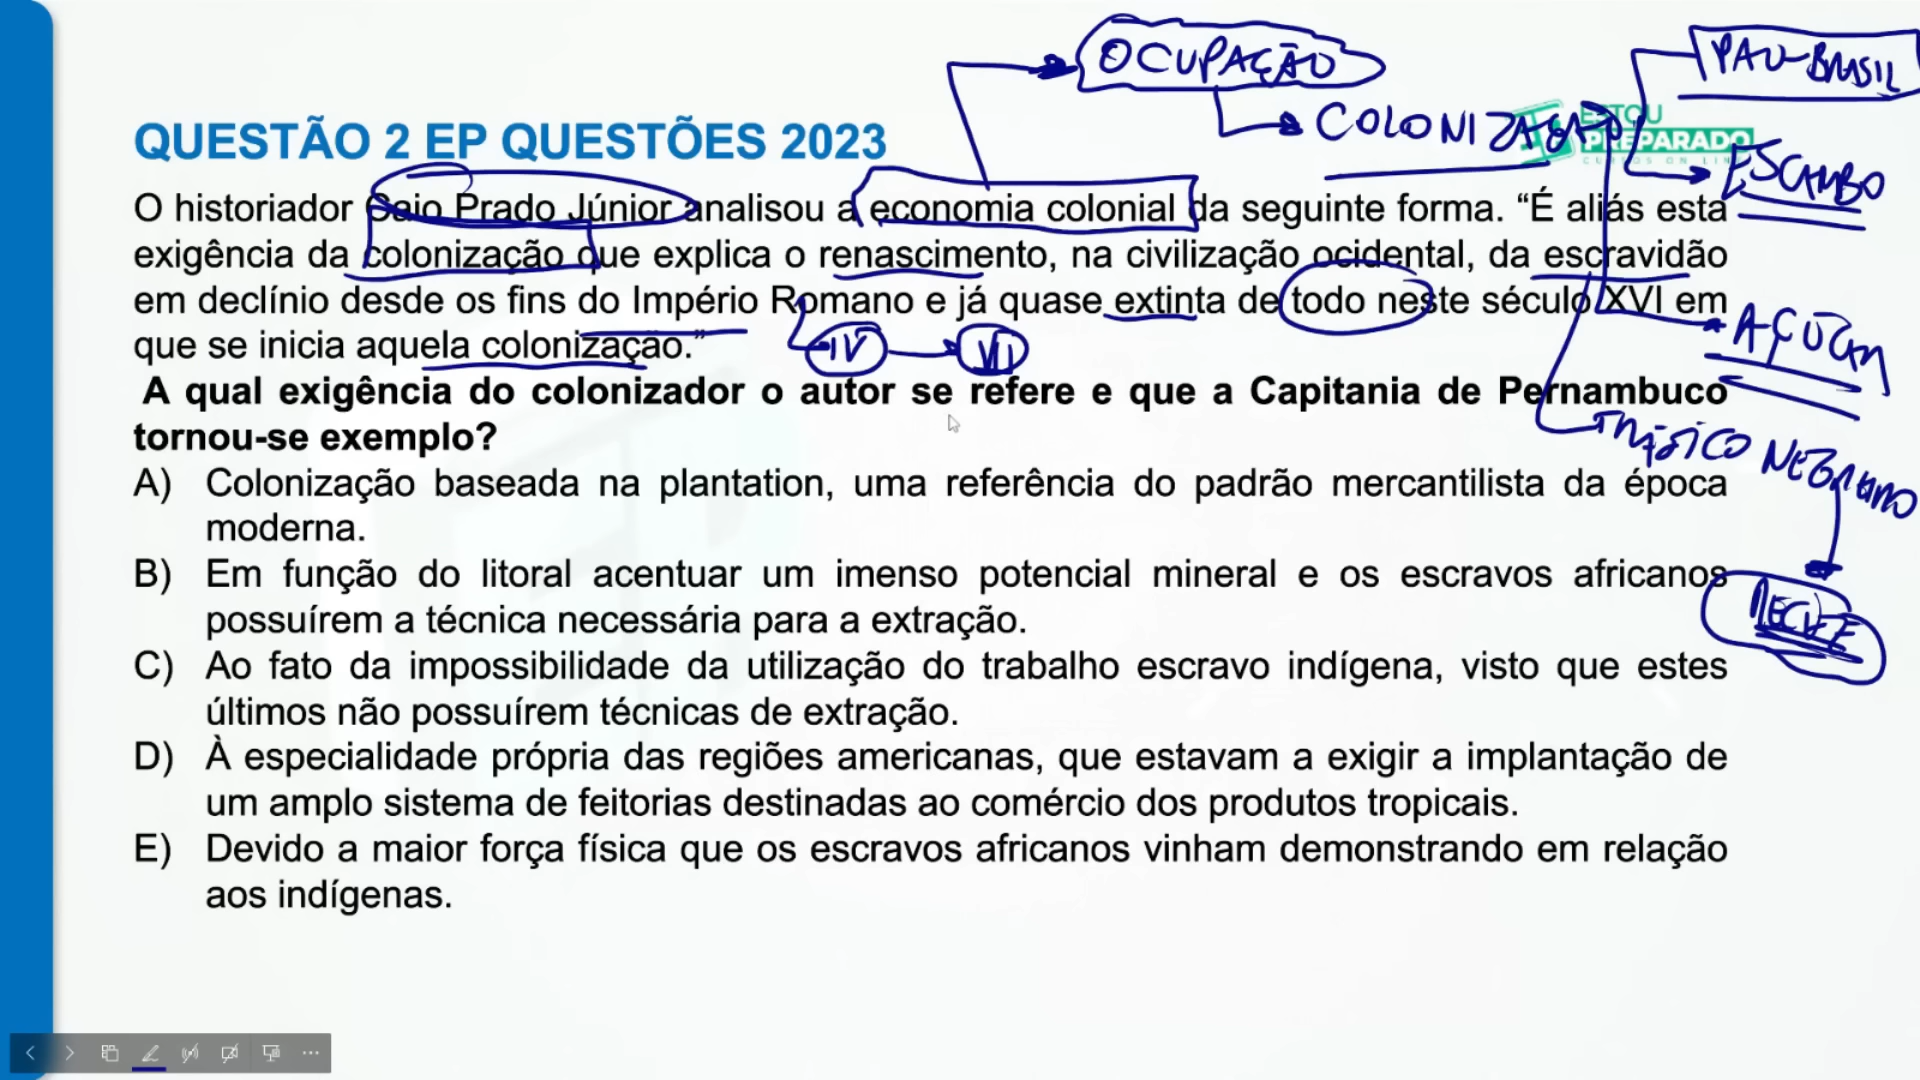 OCUPAÇÃO
PAU-BRASIL
COLONIZAÇÃO
ESTOU
PREPARADO
CURSOS ON LINE
ESCAMBO
QUESTÃO 2 EP QUESTÕES 2023
O historiador Caio Prado Júnior analisou a economia colonial da seguinte forma. “É aliás esta
exigência da colonização que explica o renascimento, na civilização ocidental, da escravidão
em declínio desde os fins do Império Romano e já quase extinta de todo neste século XVI em
que se inicia aquela colonização.”
IV
VII
AÇÚCAR
A qual exigência do colonizador o autor se refere e que a Capitania de Pernambuco
tornou-se exemplo?
TRÁFICO NEGREIRO
A) Colonização baseada na plantation, uma referência do padrão mercantilista da época
moderna.
B) Em função do litoral acentuar um imenso potencial mineral e os escravos africanos
possuírem a técnica necessária para a extração.
RECIFE
C) Ao fato da impossibilidade da utilização do trabalho escravo indígena, visto que estes
últimos não possuírem técnicas de extração.
D) À especialidade própria das regiões americanas, que estavam a exigir a implantação de
um amplo sistema de feitorias destinadas ao comércio dos produtos tropicais.
E) Devido a maior força física que os escravos africanos vinham demonstrando em relação
aos indígenas.